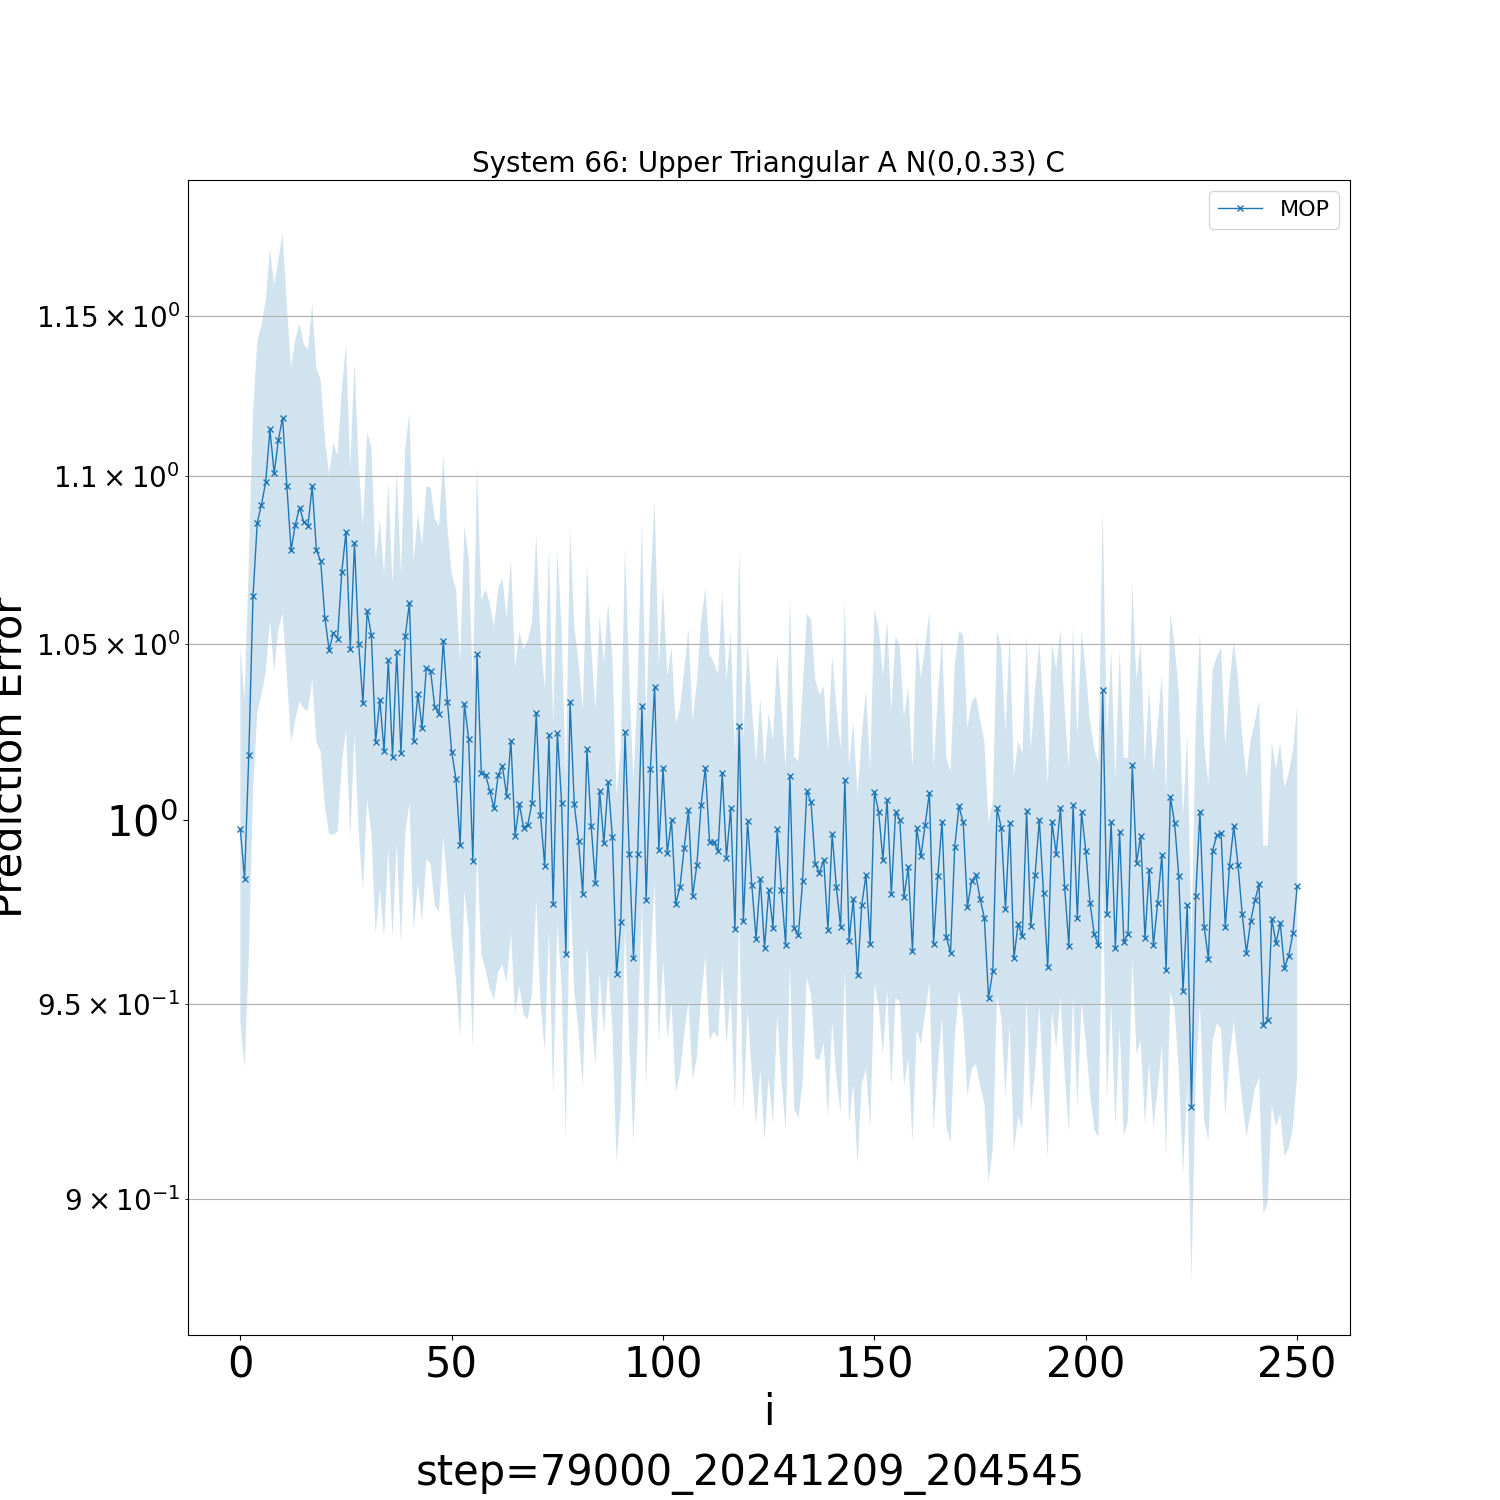 System 66: Upper Triangular A N(0,0.33) C
MOP
1.15 × 10⁰
1.1 × 10⁰
1.05 × 10⁰
10⁰
9.5 × 10⁻¹
9 × 10⁻¹
Prediction Error
0 50 100 150 200 250
i
step=79000_20241209_204545